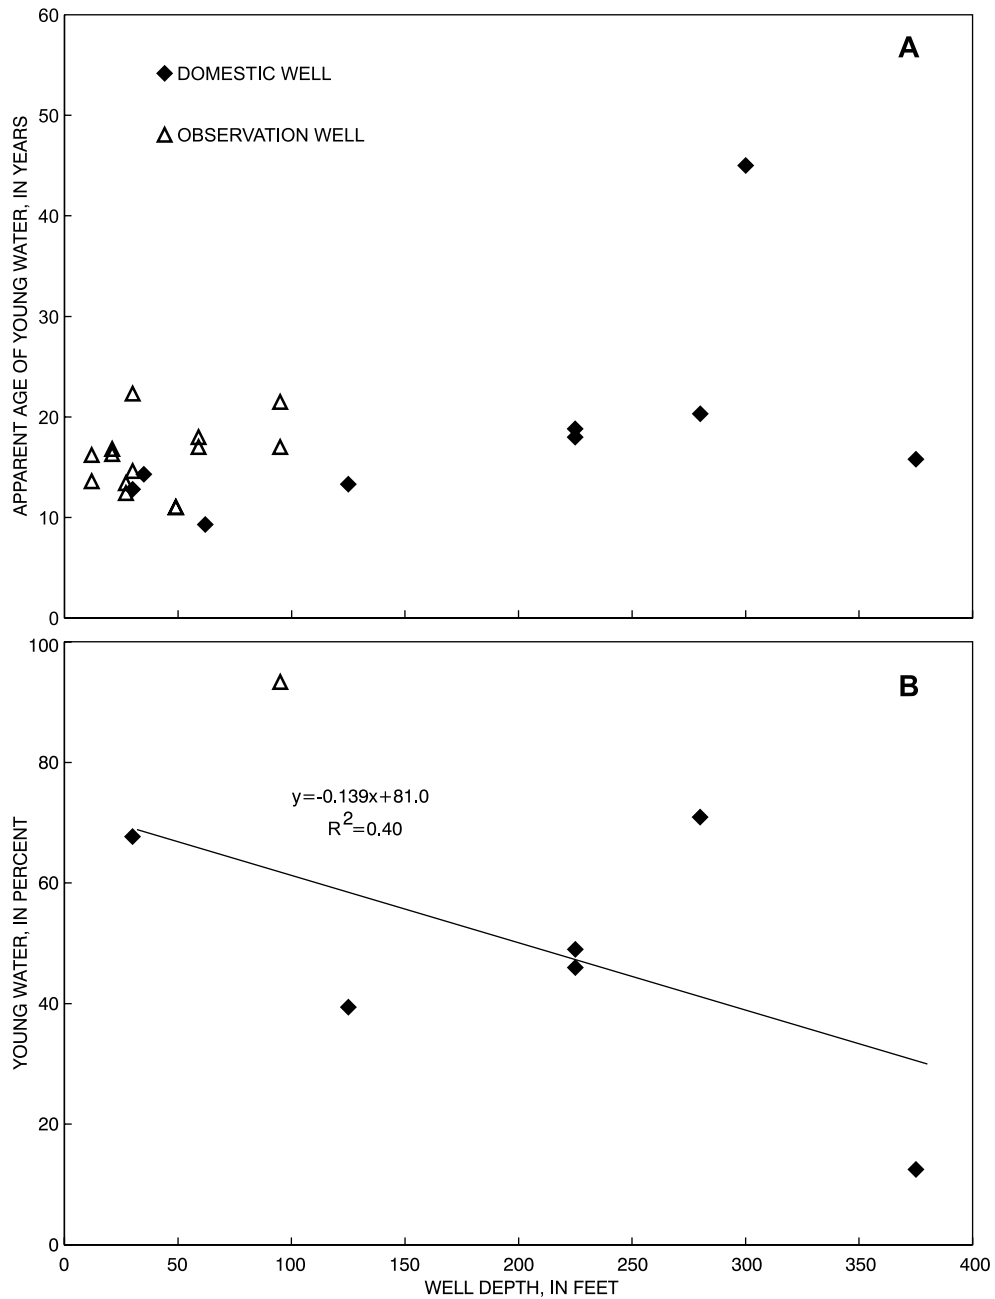 60
A
DOMESTIC WELL
50
OBSERVATION WELL
40
30
20
10
0
APPARENT AGE OF YOUNG WATER, IN YEARS
100
B
80
y=-0.139x+81.0
R²=0.40
60
40
20
0
YOUNG WATER, IN PERCENT
0 50 100 150 200 250 300 350 400
WELL DEPTH, IN FEET